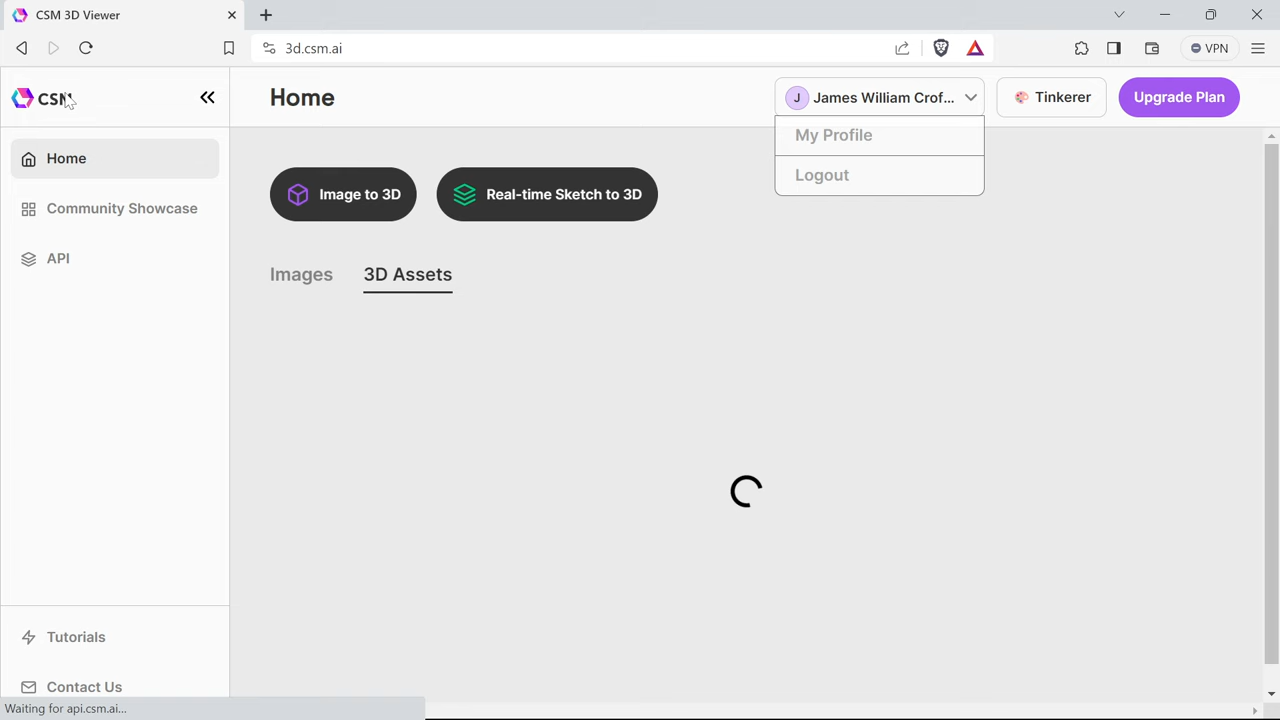 CSM 3D Viewer
3d.csm.ai
VPN
CSM
Home
James William Crof...
Tinkerer
Upgrade Plan
My Profile
Logout
Home
Community Showcase
API
Image to 3D
Real-time Sketch to 3D
Images
3D Assets
Tutorials
Contact Us
Waiting for api.csm.ai...